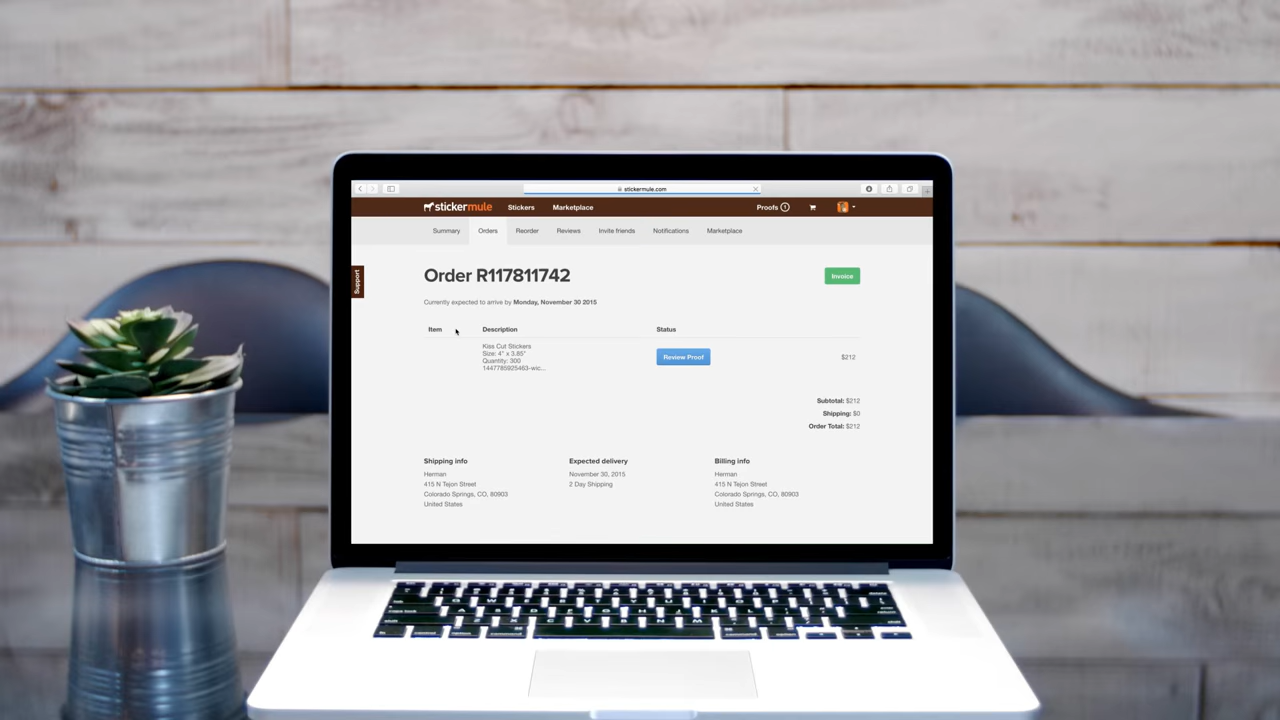 stickermule.com
stickermule Stickers Marketplace Proofs 1
Summary Orders Reorder Reviews Invite friends Notifications Marketplace
Support
Order R117811742
Invoice
Currently expected to arrive by Monday, November 30 2015
Item Description Status
Kiss Cut Stickers
Size: 4" x 3.85"
Quantity: 300
1447785925463-wic...
Review Proof
$212
Subtotal: $212
Shipping: $0
Order Total: $212
Shipping info
Herman
415 N Tejon Street
Colorado Springs, CO, 80903
United States
Expected delivery
November 30, 2015
2 Day Shipping
Billing info
Herman
415 N Tejon Street
Colorado Springs, CO, 80903
United States